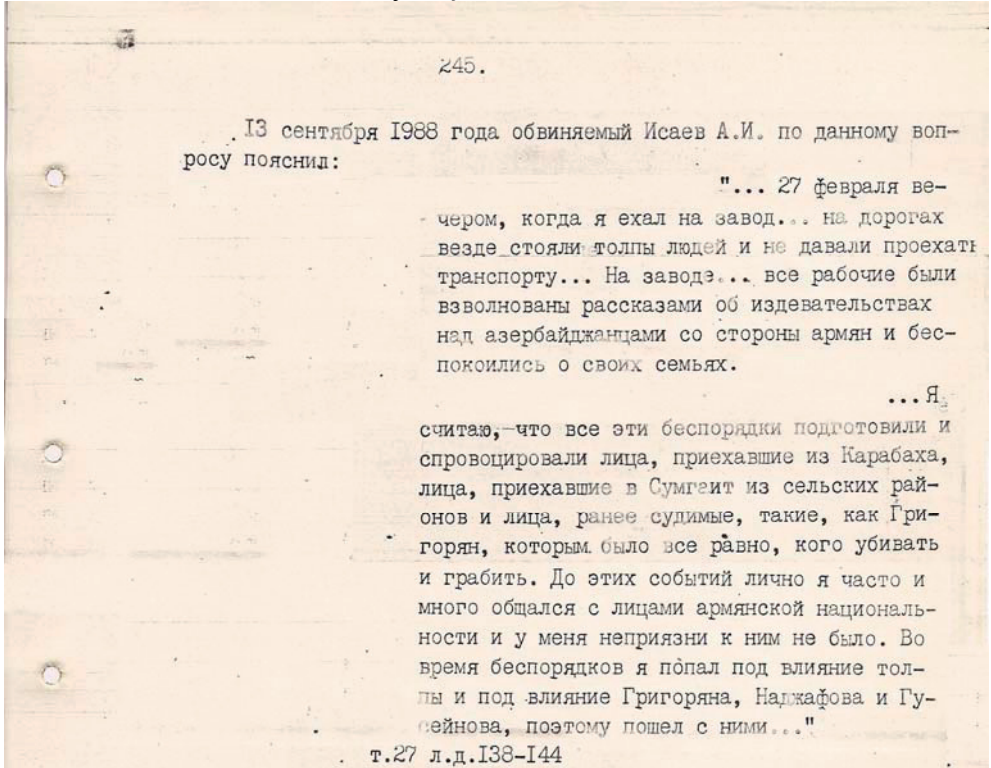 245.
I3 сентября I988 года обвиняемый Исаев А.И. по данному воп-
росу пояснил:
"... 27 февраля ве-
чером, когда я ехал на завод... на дорогах
везде стояли толпы людей и не давали проехать
транспорту... На заводе... все рабочие были
взволнованы рассказами об издевательствах
над азербайджанцами со стороны армян и бес-
покоились о своих семьях.
...Я
считаю, что все эти беспорядки подготовили и
спровоцировали лица, приехавшие из Карабаха,
лица, приехавшие в Сумгаит из сельских рай-
онов и лица, ранее судимые, такие, как Гри-
горян, которым было все равно, кого убивать
и грабить. До этих событий лично я часто и
много общался с лицами армянской националь-
ности и у меня неприязни к ним не было. Во
время беспорядков я попал под влияние тол-
пы и под влияние Григоряна, Наджафова и Гу-
сейнова, поэтому пошел с ними..."
т.27 л.д.I38-I44